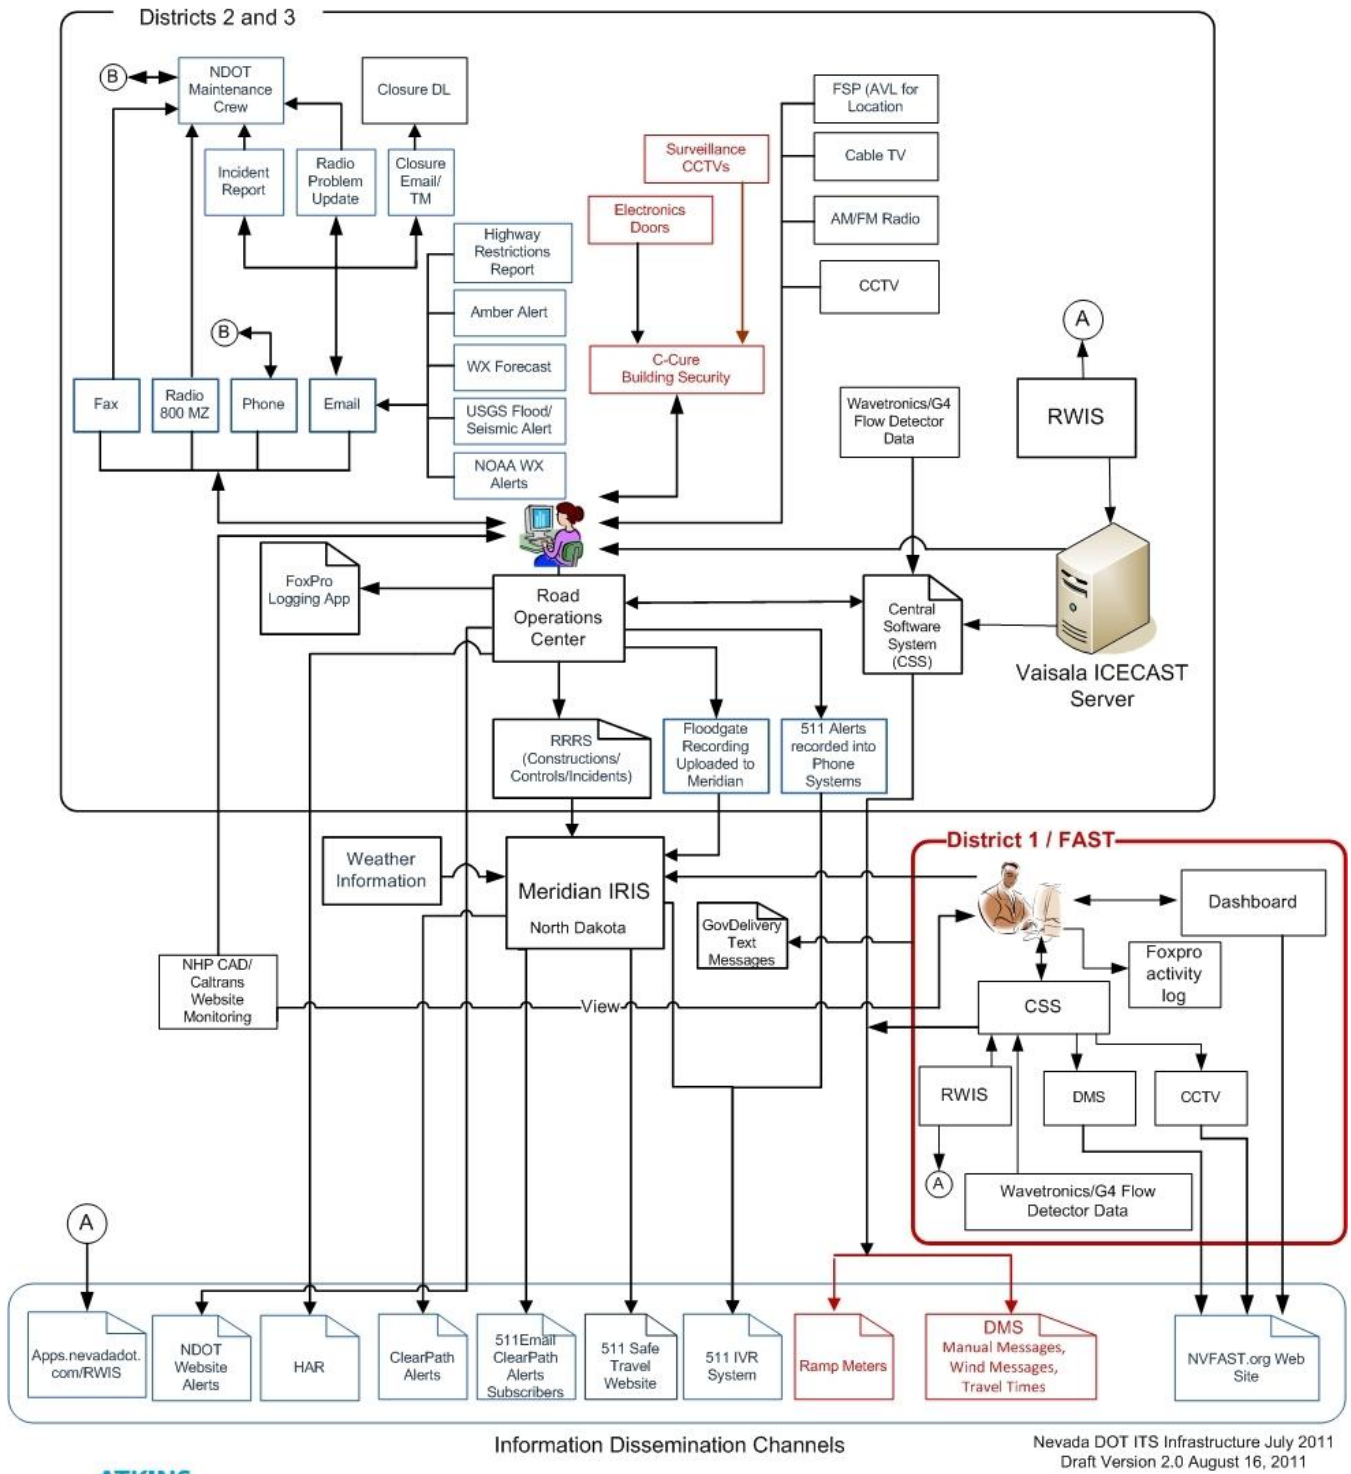 Districts 2 and 3
B
NDOT
Maintenance
Crew
Closure DL
FSP (AVL for
Location
Surveillance
CCTVs
Cable TV
Incident
Report
Radio
Problem
Update
Closure
Email/
TM
Electronics
Doors
AM/FM Radio
Highway
Restrictions
Report
CCTV
Amber Alert
A
B
WX Forecast
C-Cure
Building Security
Fax
Radio
800 MZ
Phone
Email
USGS Flood/
Seismic Alert
Wavetronics/G4
Flow Detector
Data
RWIS
NOAA WX
Alerts
FoxPro
Logging App
Road
Operations
Center
Central
Software
System
(CSS)
Vaisala ICECAST
Server
RRRS
(Constructions/
Controls/Incidents)
Floodgate
Recording
Uploaded to
Meridian
511 Alerts
recorded into
Phone
Systems
District 1 / FAST
Weather
Information
Meridian IRIS
North Dakota
Dashboard
GovDelivery
Text
Messages
Foxpro
activity
log
NHP CAD/
Caltrans
Website
Monitoring
View
CSS
RWIS
DMS
CCTV
A
Wavetronics/G4 Flow
Detector Data
A
Apps.nevadadot.
com/RWIS
NDOT
Website
Alerts
HAR
ClearPath
Alerts
511Email
ClearPath
Alerts
Subscribers
511 Safe
Travel
Website
511 IVR
System
Ramp Meters
DMS
Manual Messages,
Wind Messages,
Travel Times
NVFAST.org Web
Site
Information Dissemination Channels
Nevada DOT ITS Infrastructure July 2011
Draft Version 2.0 August 16, 2011
ATKINS